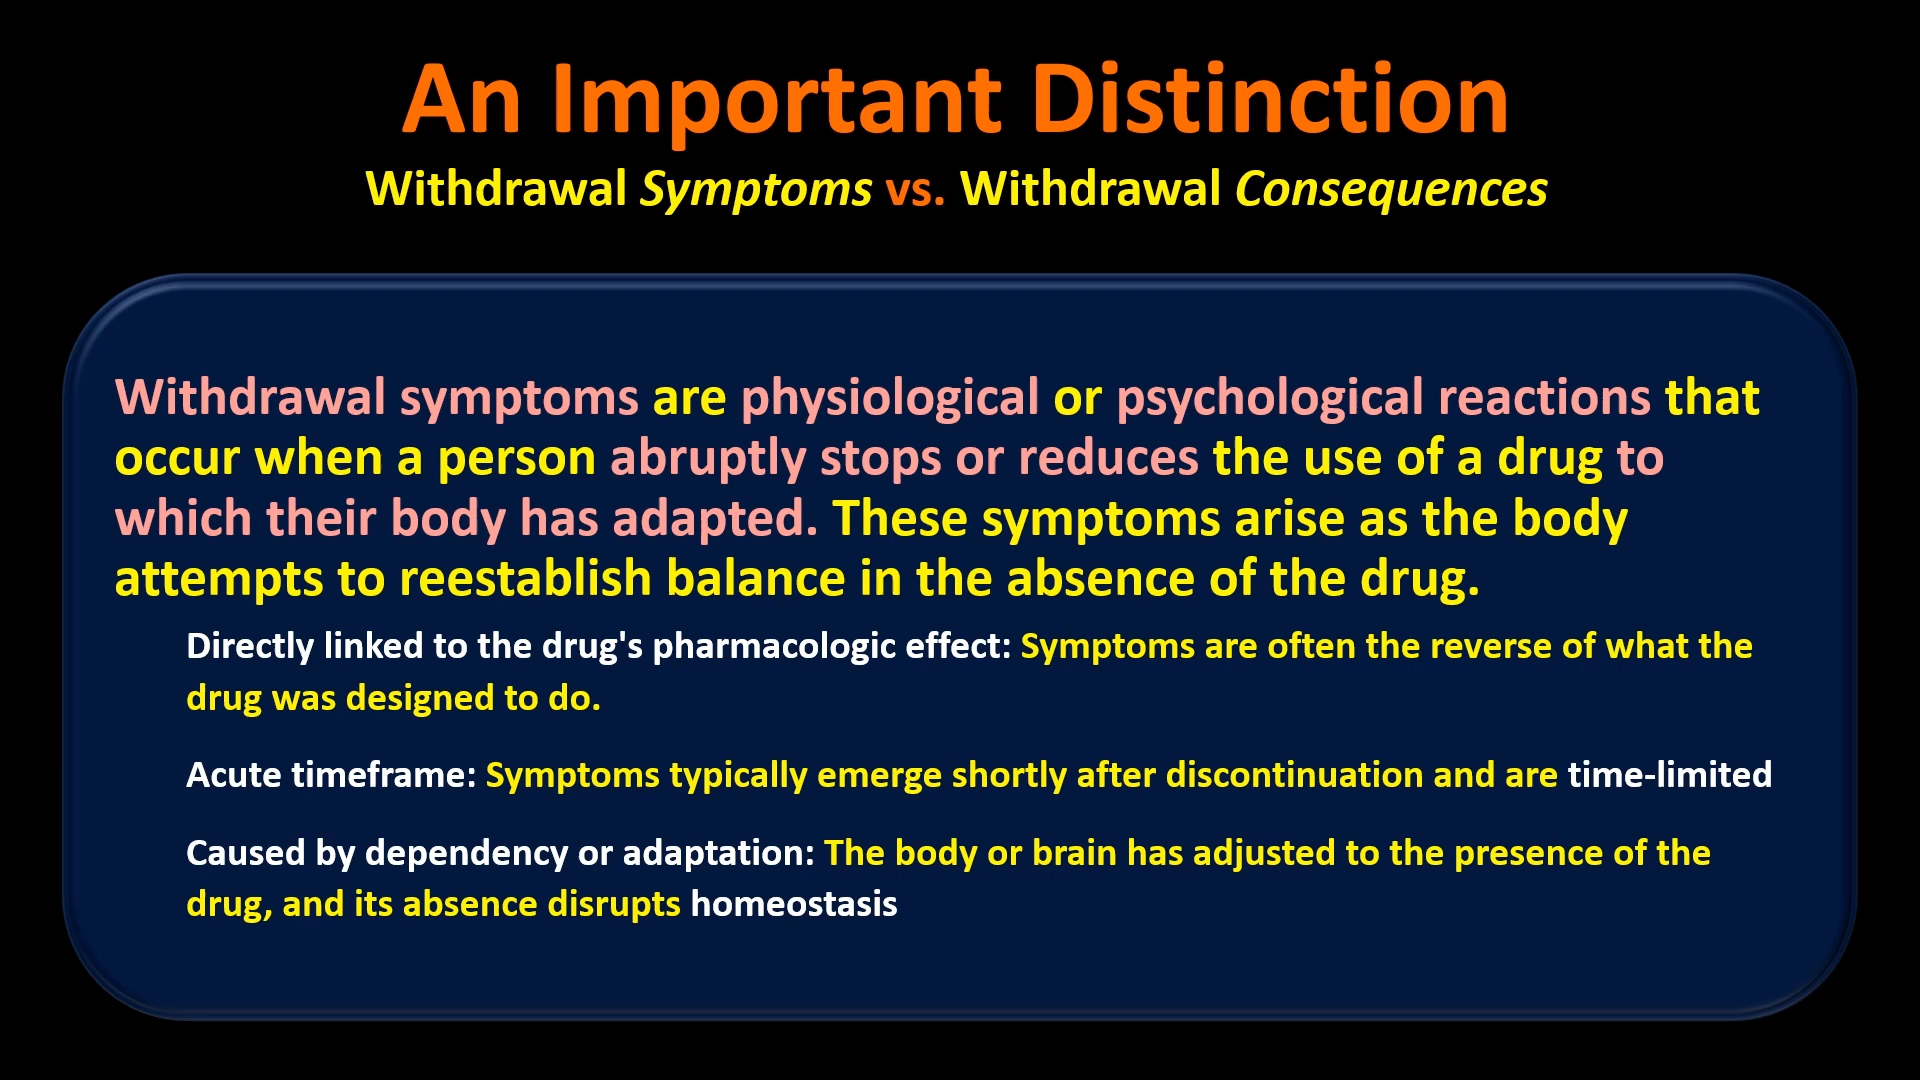 An Important Distinction
Withdrawal Symptoms vs. Withdrawal Consequences
Withdrawal symptoms are physiological or psychological reactions that
occur when a person abruptly stops or reduces the use of a drug to
which their body has adapted. These symptoms arise as the body
attempts to reestablish balance in the absence of the drug.
Directly linked to the drug's pharmacologic effect: Symptoms are often the reverse of what the
drug was designed to do.
Acute timeframe: Symptoms typically emerge shortly after discontinuation and are time-limited
Caused by dependency or adaptation: The body or brain has adjusted to the presence of the
drug, and its absence disrupts homeostasis